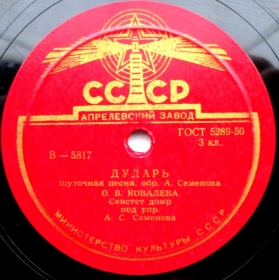 СССР
АПРЕЛЕВСКИЙ ЗАВОД
ГОСТ 5289-50
3 кл.
В — 5817
ДУДАРЬ
шуточная песня, обр. А. Семенова
О. В. КОВАЛЕВА
Секстет домр
под упр.
А. С. Семенова
МИНИСТЕРСТВО КУЛЬТУРЫ СССР